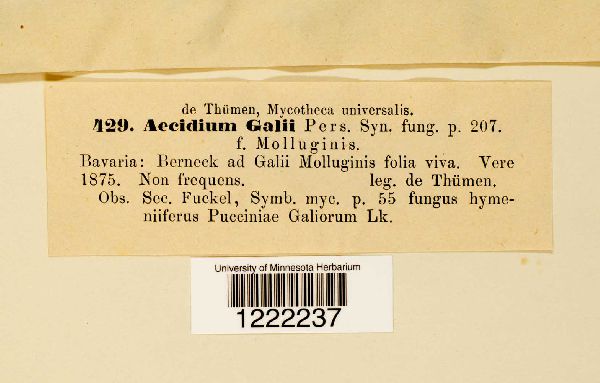 de Thümen, Mycotheca universalis.
429. Aecidium Galii Pers. Syn. fung. p. 207.
f. Molluginis.
Bavaria: Berneck ad Galii Molluginis folia viva. Vere
1875. Non frequens. leg. de Thümen.
Obs. Sec. Fuckel, Symb. myc. p. 55 fungus hyme-
niiferus Pucciniae Galiorum Lk.
University of Minnesota Herbarium
1222237